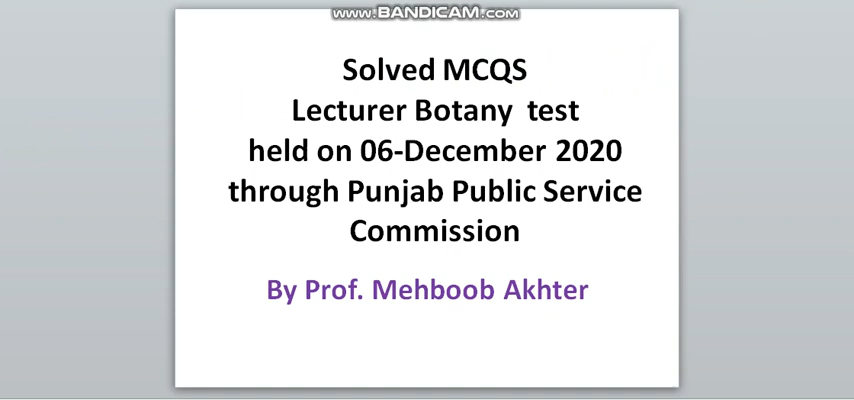 www.BANDICAM.com
Solved MCQS
Lecturer Botany test
held on 06-December 2020
through Punjab Public Service
Commission
By Prof. Mehboob Akhter